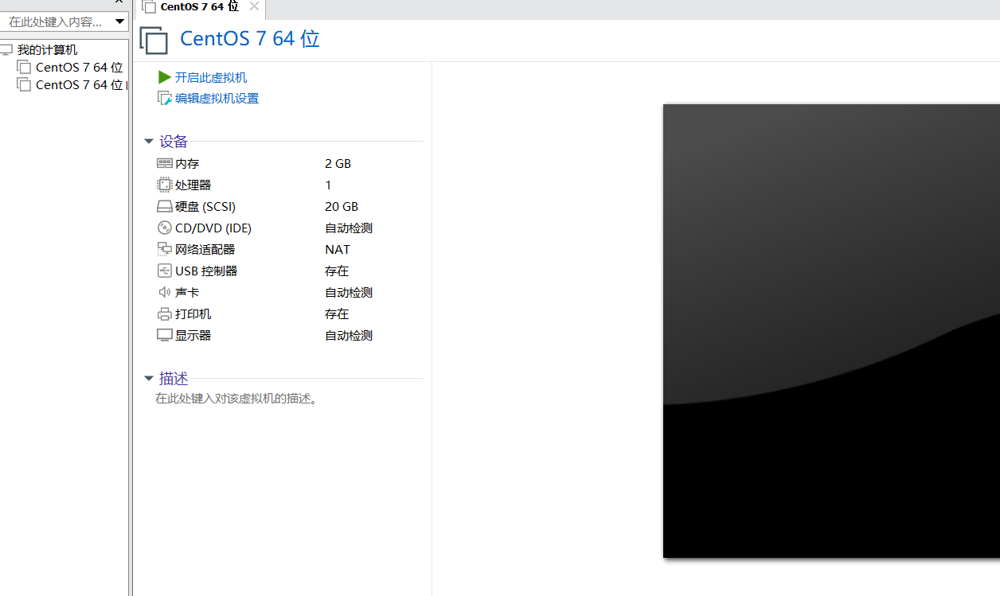 CentOS 7 64 位
在此处键入内容...
CentOS 7 64 位
我的计算机
CentOS 7 64 位
CentOS 7 64 位
开启此虚拟机
编辑虚拟机设置
设备
内存 2 GB
处理器 1
硬盘 (SCSI) 20 GB
CD/DVD (IDE) 自动检测
网络适配器 NAT
USB 控制器 存在
声卡 自动检测
打印机 存在
显示器 自动检测
描述
在此处键入对该虚拟机的描述。